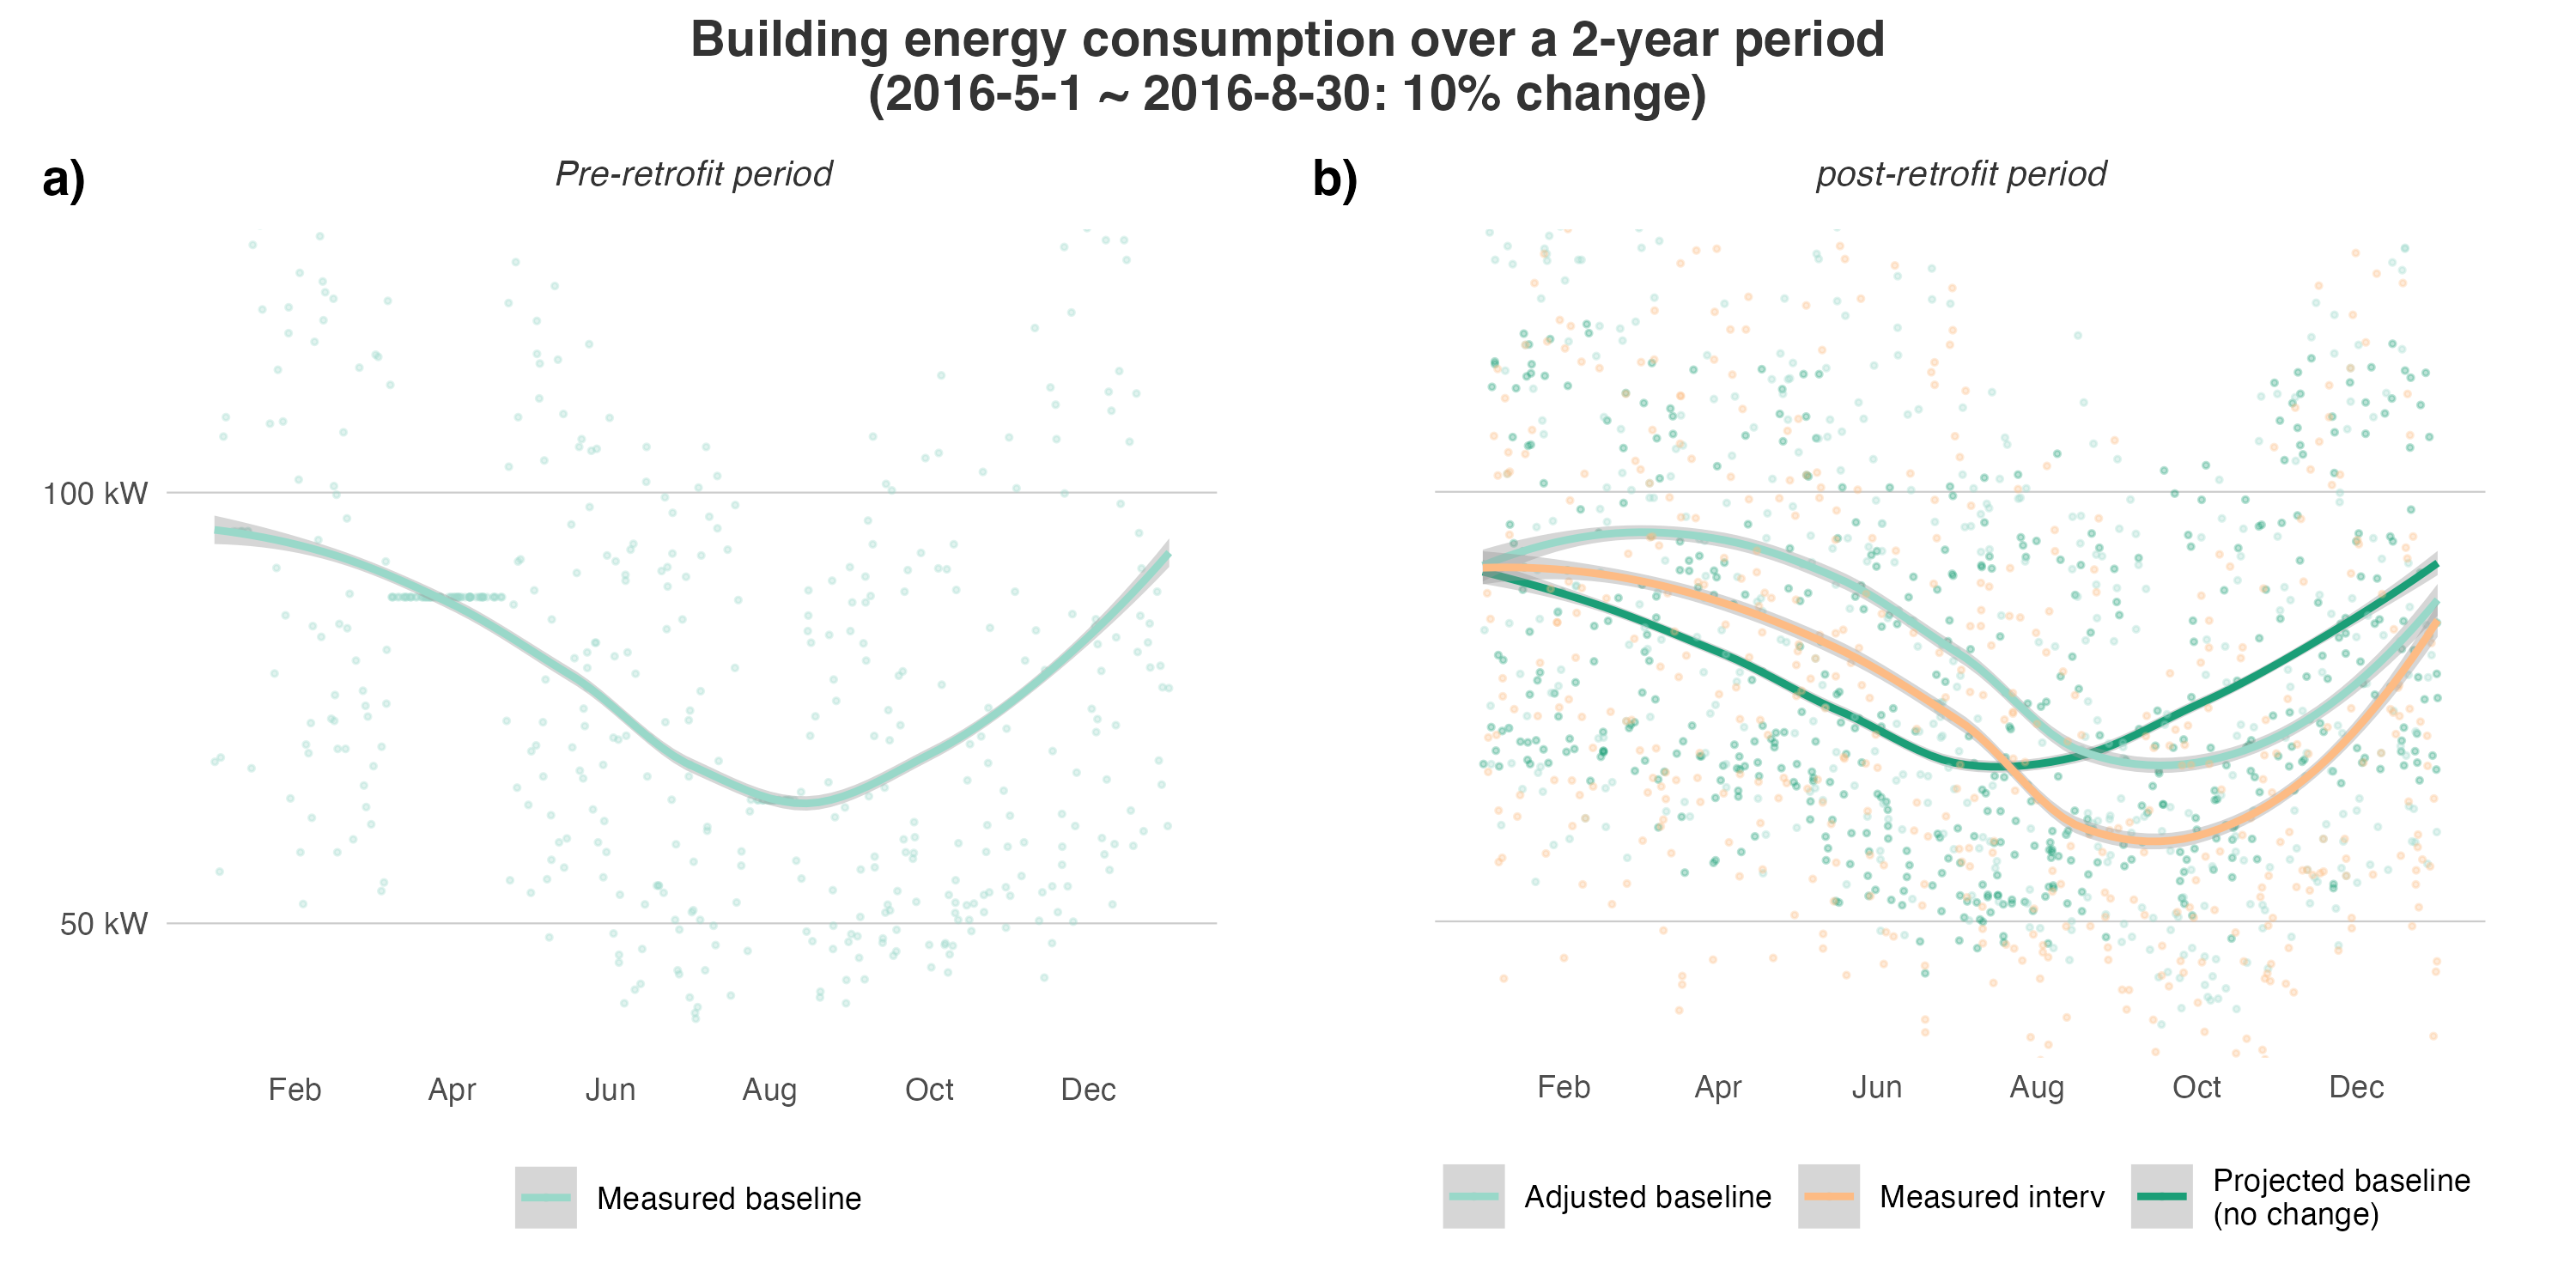 Building energy consumption over a 2-year period
(2016-5-1 ~ 2016-8-30: 10% change)
a)
Pre-retrofit period
100 kW
50 kW
Feb Apr Jun Aug Oct Dec
Measured baseline
b)
post-retrofit period
Feb Apr Jun Aug Oct Dec
Adjusted baseline
Measured interv
Projected baseline
(no change)